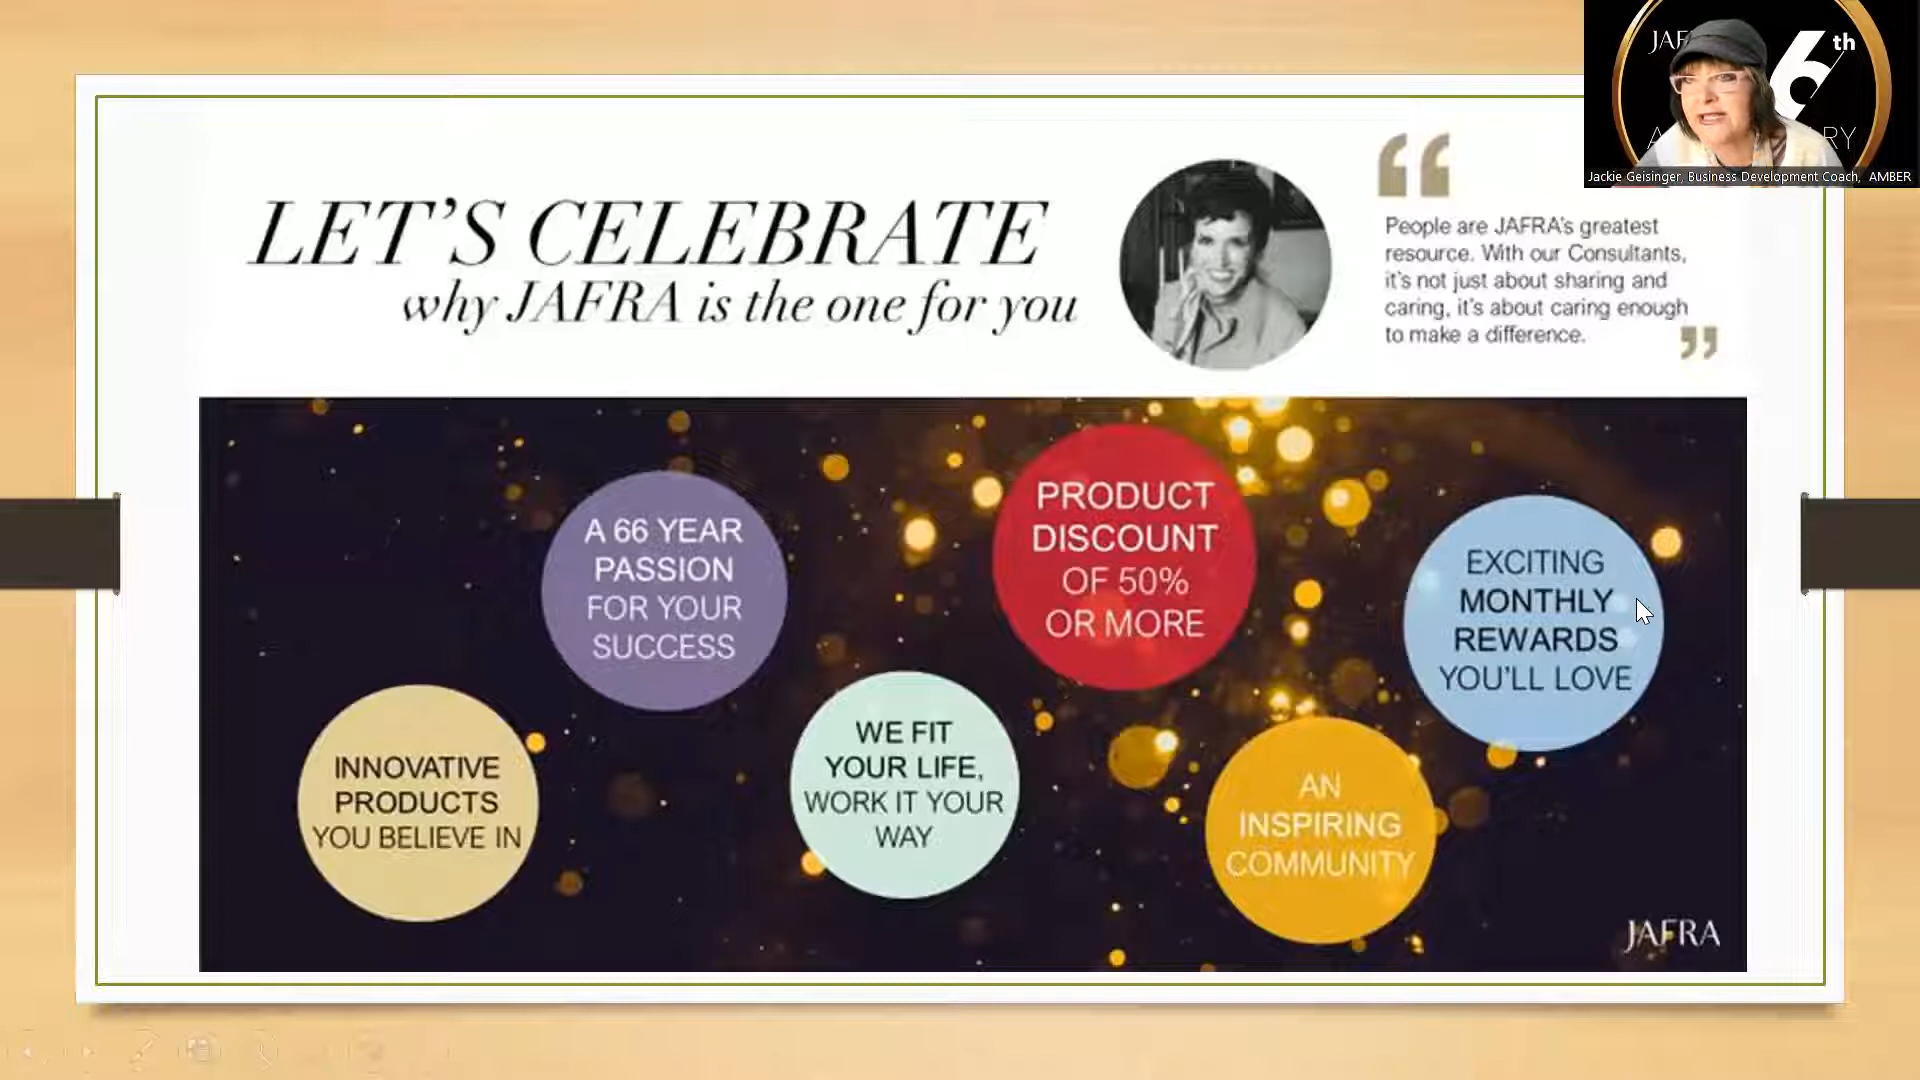 LET'S CELEBRATE
why JAFRA is the one for you
People are JAFRA's greatest
resource. With our Consultants,
it's not just about sharing and
caring, it's about caring enough
to make a difference.
6th
Jackie Geisinger, Business Development Coach, AMBER
A 66 YEAR
PASSION
FOR YOUR
SUCCESS
PRODUCT
DISCOUNT
OF 50%
OR MORE
EXCITING
MONTHLY
REWARDS
YOU'LL LOVE
INNOVATIVE
PRODUCTS
YOU BELIEVE IN
WE FIT
YOUR LIFE,
WORK IT YOUR
WAY
AN
INSPIRING
COMMUNITY
JAFRA